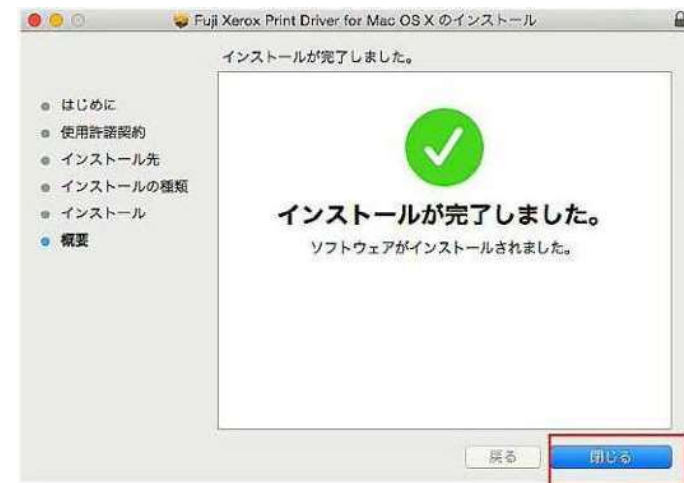 Fuji Xerox Print Driver for Mac OS X のインストール
インストールが完了しました。
はじめに
使用許諾契約
インストール先
インストールの種類
インストール
概要
インストールが完了しました。
ソフトウェアがインストールされました。
戻る
閉じる